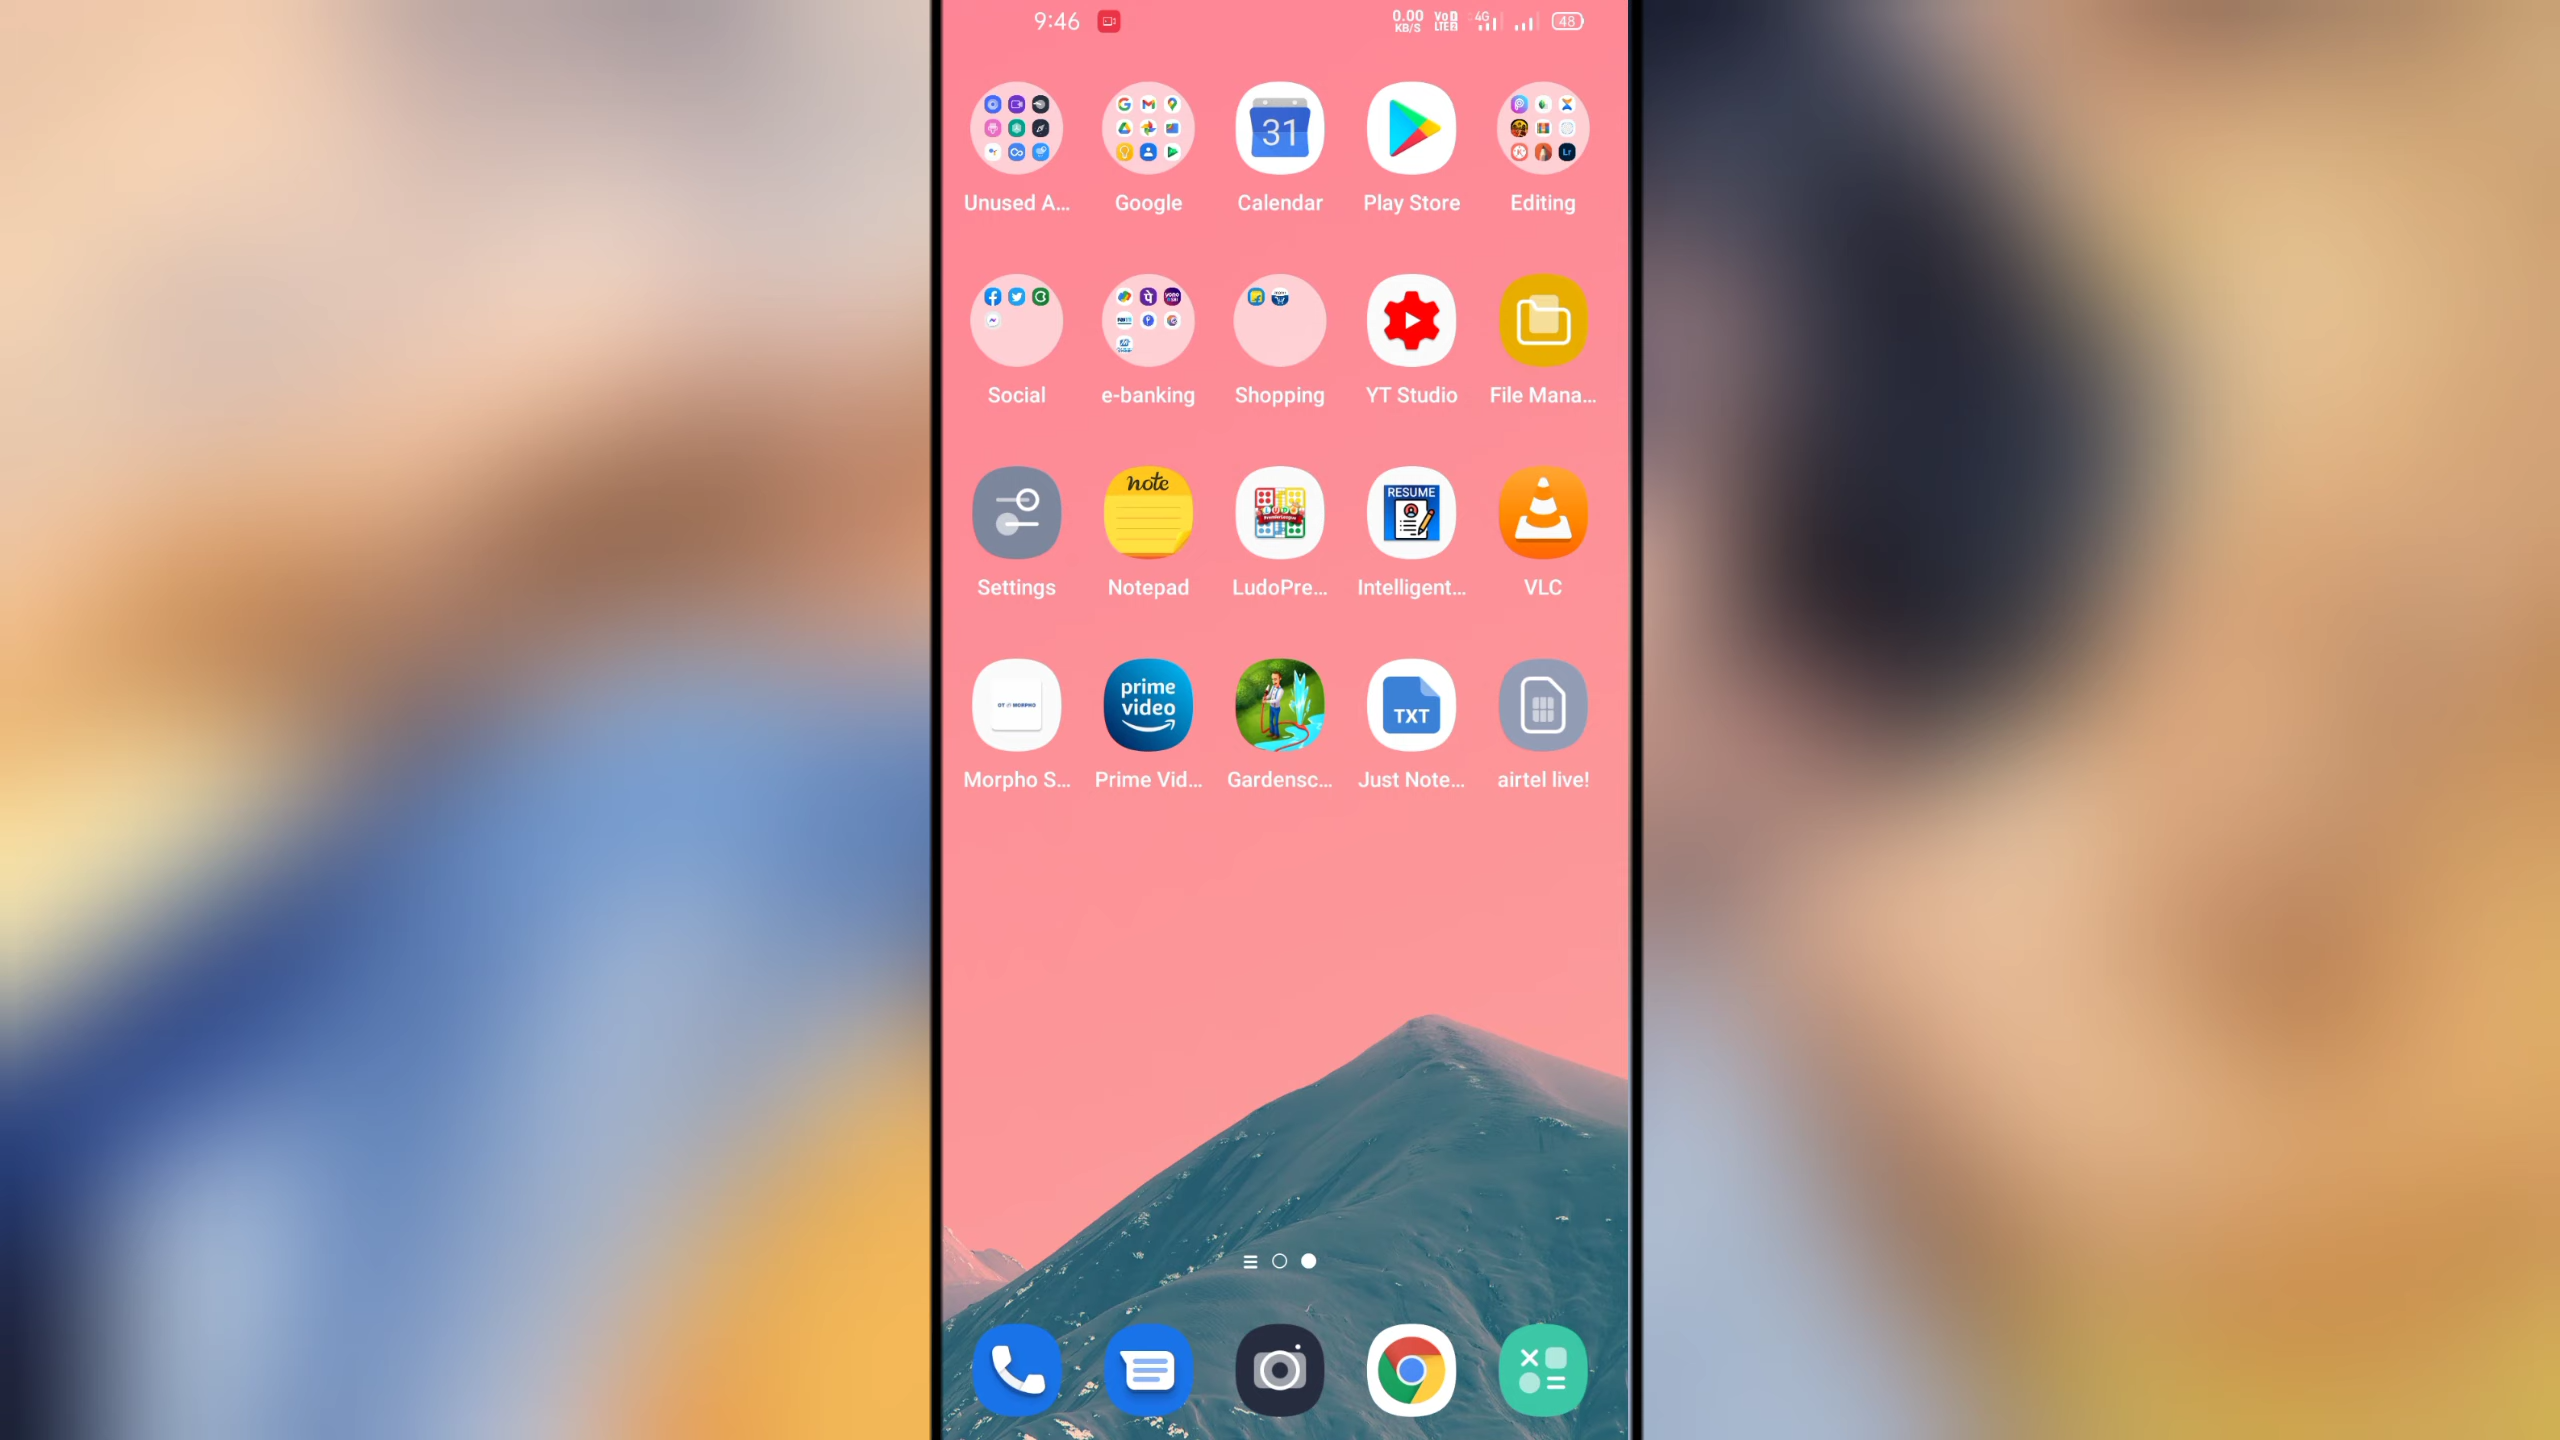 9:46 0.00 KB/S VoD LTE2 4G 48
31
Unused A... Google Calendar Play Store Editing
Social e-banking Shopping YT Studio File Mana...
note RESUME
Settings Notepad LudoPre... Intelligent... VLC
prime video TXT
Morpho S... Prime Vid... Gardensc... Just Note... airtel live!